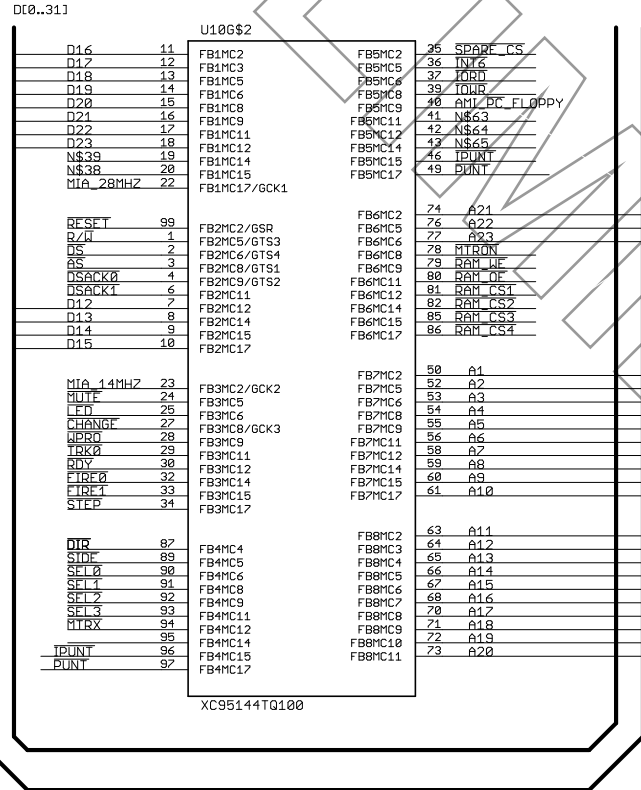 D[0..31]
U10G$2
D16 11 FB1MC2 FB5MC2 35 SPARE_CS
D17 12 FB1MC3 FB5MC5 36 INT6
D18 13 FB1MC5 FB5MC6 37 IORD
D19 14 FB1MC6 FB5MC8 39 IOWR
D20 15 FB1MC8 FB5MC9 40 AMI_PC_FLOPPY
D21 16 FB1MC9 FB5MC11 41 N$63
D22 17 FB1MC11 FB5MC12 42 N$64
D23 18 FB1MC12 FB5MC14 43 N$65
N$39 19 FB1MC14 FB5MC15 46 IPUNT
N$38 20 FB1MC15 FB5MC17 49 PUNT
MIA_28MHZ 22 FB1MC17/GCK1
FB6MC2 74 A21
RESET 99 FB2MC2/GSR FB6MC5 76 A22
R/W 1 FB2MC5/GTS3 FB6MC6 77 A23
DS 2 FB2MC6/GTS4 FB6MC8 78 MTRON
AS 3 FB2MC8/GTS1 FB6MC9 79 RAM_WE
DSACK0 4 FB2MC9/GTS2 FB6MC11 80 RAM_OE
DSACK1 6 FB2MC11 FB6MC12 81 RAM_CS1
D12 7 FB2MC12 FB6MC14 82 RAM_CS2
D13 8 FB2MC14 FB6MC15 85 RAM_CS3
D14 9 FB2MC15 FB6MC17 86 RAM_CS4
D15 10 FB2MC17
FB7MC2 50 A1
MIA_14MHZ 23 FB3MC2/GCK2 FB7MC5 52 A2
MUTE 24 FB3MC5 FB7MC6 53 A3
LED 25 FB3MC6 FB7MC8 54 A4
CHANGE 27 FB3MC8/GCK3 FB7MC9 55 A5
WPRO 28 FB3MC9 FB7MC11 56 A6
TRK0 29 FB3MC11 FB7MC12 58 A7
RDY 30 FB3MC12 FB7MC14 59 A8
FIRE0 32 FB3MC14 FB7MC15 60 A9
FIRE1 33 FB3MC15 FB7MC17 61 A10
STEP 34 FB3MC17
FB8MC2 63 A11
DIR 87 FB4MC4 FB8MC3 64 A12
SIDE 89 FB4MC5 FB8MC4 65 A13
SEL0 90 FB4MC6 FB8MC5 66 A14
SEL1 91 FB4MC8 FB8MC6 67 A15
SEL2 92 FB4MC9 FB8MC7 68 A16
SEL3 93 FB4MC11 FB8MC8 70 A17
MTRX 94 FB4MC12 FB8MC9 71 A18
95 FB4MC14 FB8MC10 72 A19
IPUNT 96 FB4MC15 FB8MC11 73 A20
PUNT 97 FB4MC17
XC95144TQ100